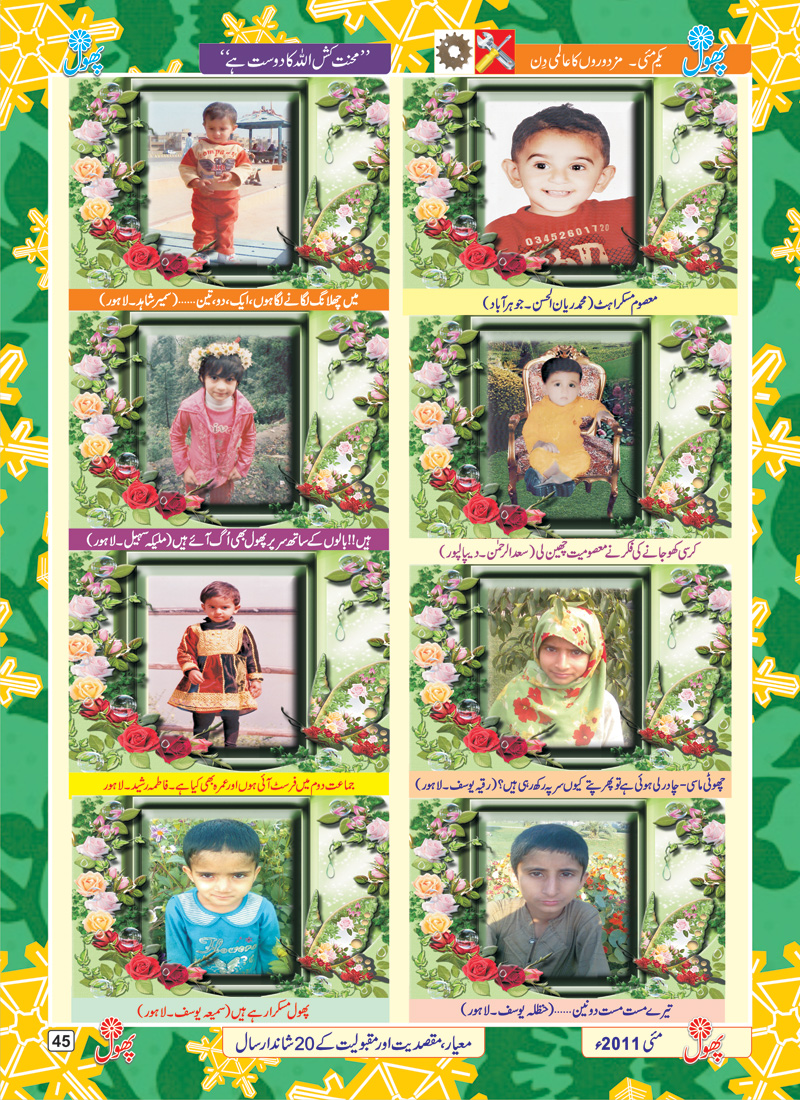 پھول
یکم مئی۔ مزدوروں کا عالمی دِن
”محنت کش اللہ کا دوست ہے“
پھول
03452601720
معصوم مسکراہٹ (محمد ریان الحسن۔ جوہر آباد)
میں چھلانگ لگانے لگا ہوں، ایک، دو، تین……(سمیر شاہد۔ لاہور)
کرسی کھو جانے کی فکر نے معصومیت چھین لی (سعد الرحمٰن۔ دیپالپور)
ہیں!!بالوں کے ساتھ سر پر پھول بھی اُگ آئے ہیں (ملیکہ سہیل۔ لاہور)
چھوٹی ماسی- چادر لی ہوئی ہے تو پھر پتے کیوں سر پہ رکھ رہی ہیں؟ (رقیہ یوسف۔ لاہور)
جماعت دوم میں فرسٹ آئی ہوں اور عمرہ بھی کیا ہے۔ فاطمہ رشید۔ لاہور
Flowers
تیرے مست مست دو نین……(حنظلہ یوسف۔ لاہور)
پھول مسکرا رہے ہیں (سمیعہ یوسف۔ لاہور)
پھول
مئی 2011ء
معیار، مقصدیت اور مقبولیت کے 20 شاندار سال
پھول
45